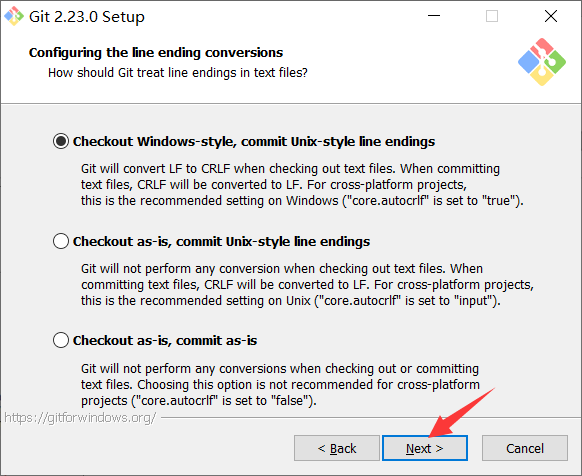 Git 2.23.0 Setup
Configuring the line ending conversions
How should Git treat line endings in text files?
Checkout Windows-style, commit Unix-style line endings
Git will convert LF to CRLF when checking out text files. When committing
text files, CRLF will be converted to LF. For cross-platform projects,
this is the recommended setting on Windows ("core.autocrlf" is set to "true").
Checkout as-is, commit Unix-style line endings
Git will not perform any conversion when checking out text files. When
committing text files, CRLF will be converted to LF. For cross-platform projects,
this is the recommended setting on Unix ("core.autocrlf" is set to "input").
Checkout as-is, commit as-is
Git will not perform any conversions when checking out or committing
text files. Choosing this option is not recommended for cross-platform
projects ("core.autocrlf" is set to "false").
https://gitforwindows.org/
< Back
Next >
Cancel